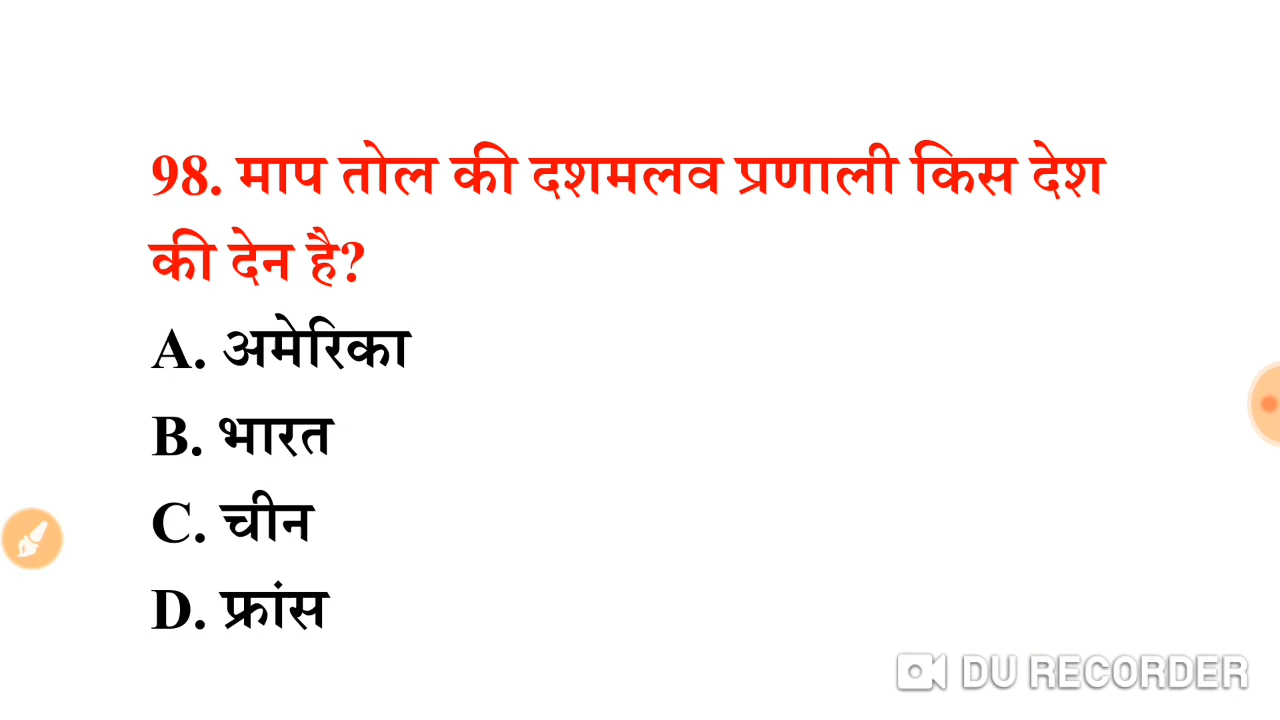 98. माप तोल की दशमलव प्रणाली किस देश
की देन है?
A. अमेरिका
B. भारत
C. चीन
D. फ्रांस
DU RECORDER